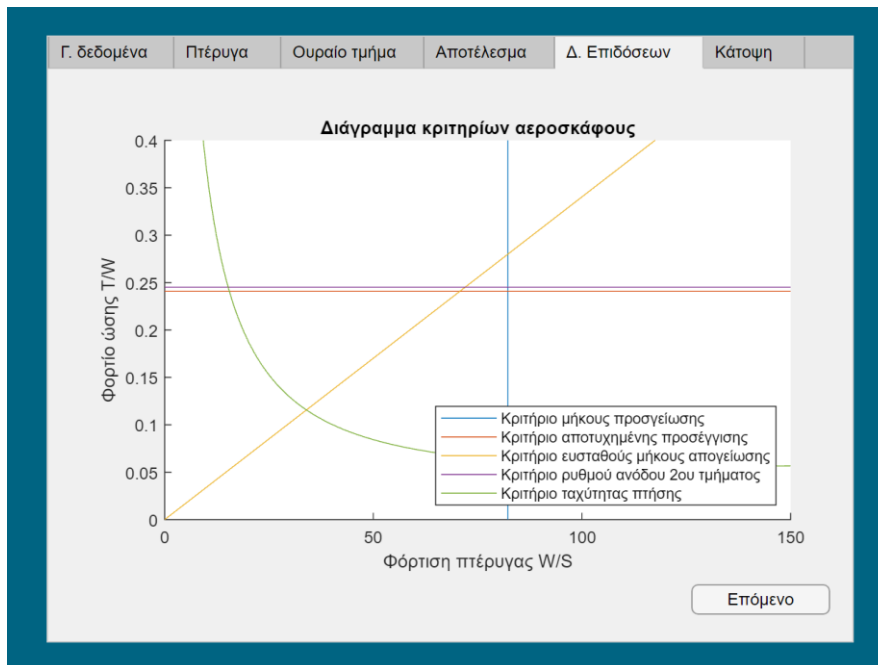 Γ. δεδομένα Πτέρυγα Ουραίο τμήμα Αποτέλεσμα Δ. Επιδόσεων Κάτοψη
Διάγραμμα κριτηρίων αεροσκάφους
0.4
0.35
0.3
0.25
0.2
0.15
0.1
0.05
0
Φορτίο ώσης T/W
Κριτήριο μήκους προσγείωσης
Κριτήριο αποτυχημένης προσέγγισης
Κριτήριο ευσταθούς μήκους απογείωσης
Κριτήριο ρυθμού ανόδου 2ου τμήματος
Κριτήριο ταχύτητας πτήσης
0 50 100 150
Φόρτιση πτέρυγας W/S
Επόμενο